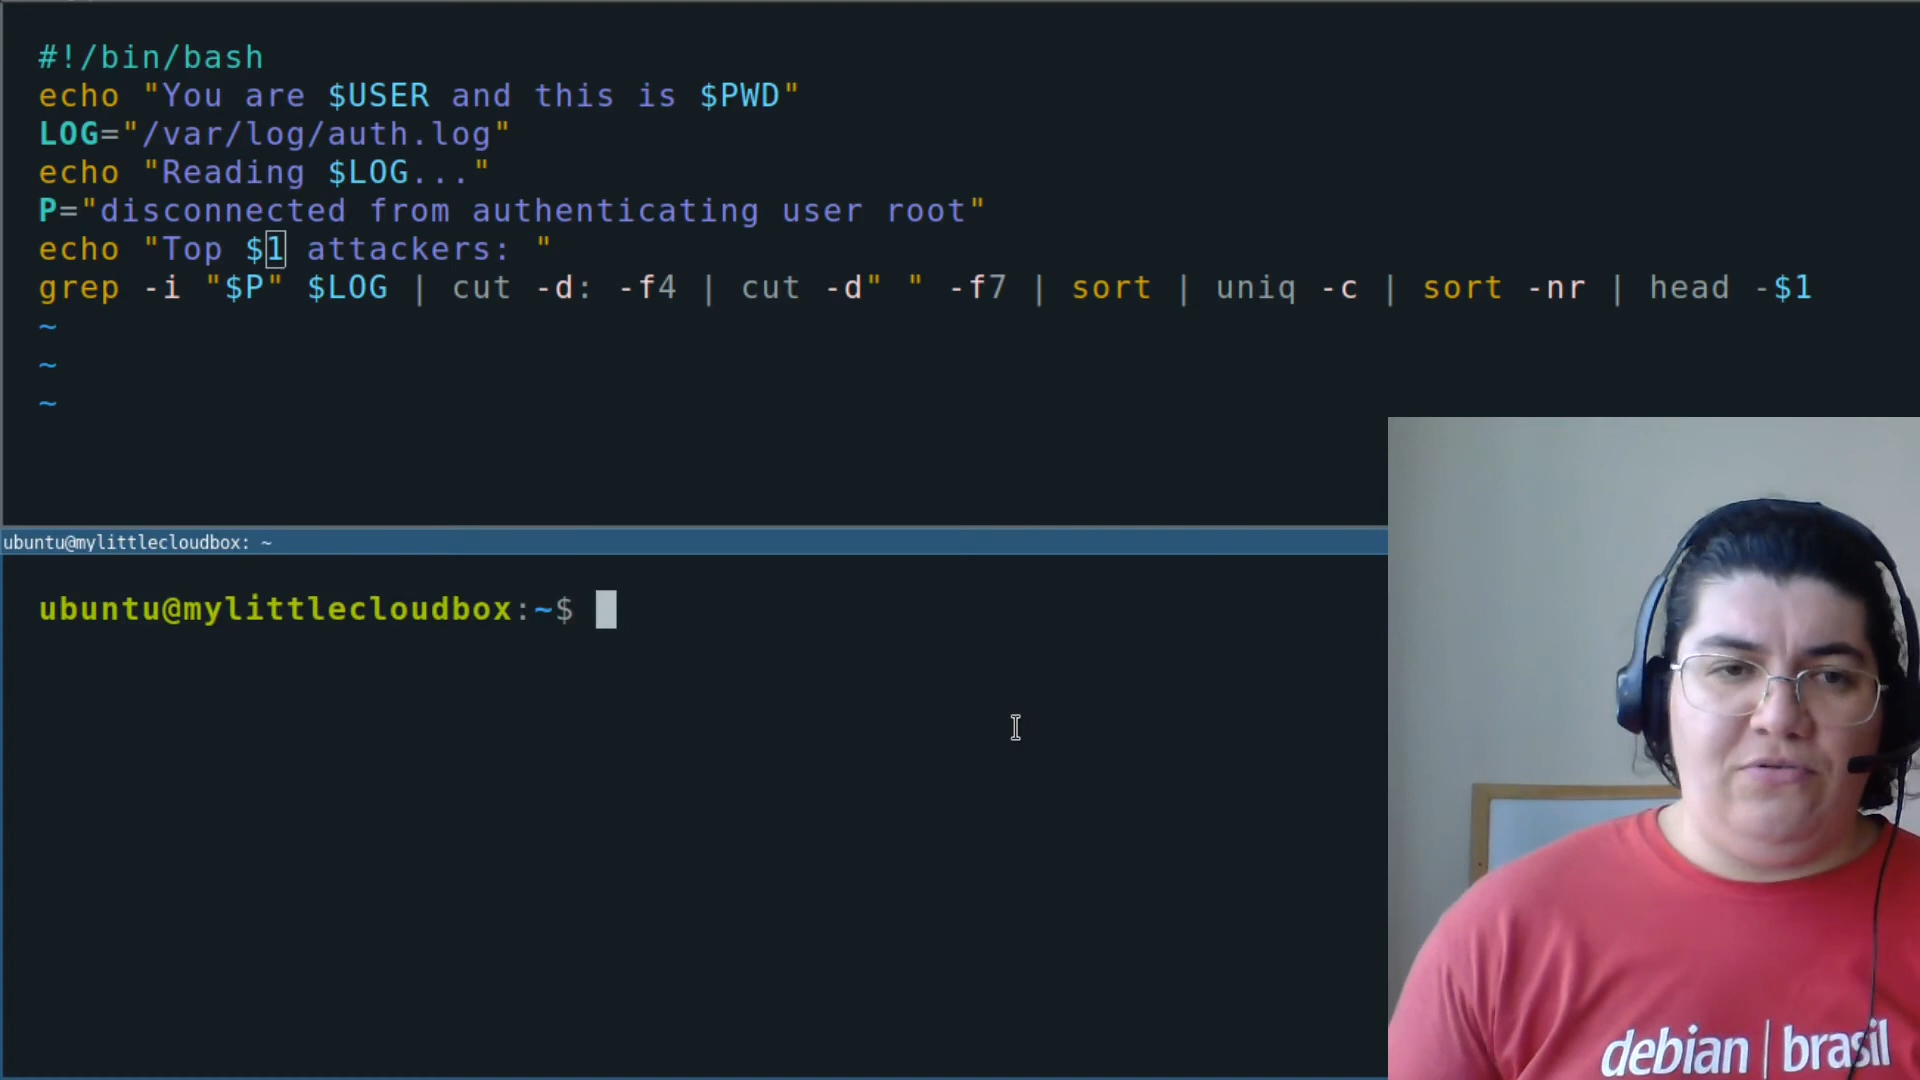 #!/bin/bash
echo "You are $USER and this is $PWD"
LOG="/var/log/auth.log"
echo "Reading $LOG..."
P="disconnected from authenticating user root"
echo "Top $1 attackers: "
grep -i "$P" $LOG | cut -d: -f4 | cut -d" " -f7 | sort | uniq -c | sort -nr | head -$1
~
~
~
ubuntu@mylittlecloudbox: ~
ubuntu@mylittlecloudbox:~$
debian | brasil